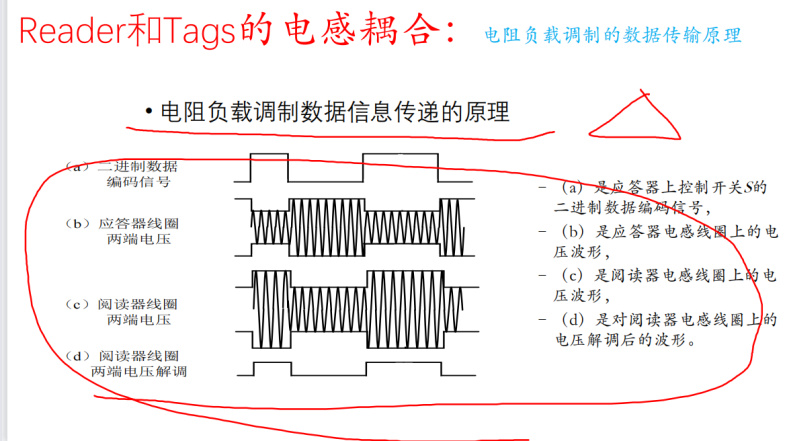 Reader和Tags的电感耦合： 电阻负载调制的数据传输原理
• 电阻负载调制数据信息传递的原理
（a）二进制数据
编码信号
（b）应答器线圈
两端电压
（c）阅读器线圈
两端电压
（d）阅读器线圈
两端电压解调
– （a）是应答器上控制开关S的
二进制数据编码信号，
– （b）是应答器电感线圈上的电
压波形，
– （c）是阅读器电感线圈上的电
压波形，
– （d）是对阅读器电感线圈上的
电压解调后的波形。